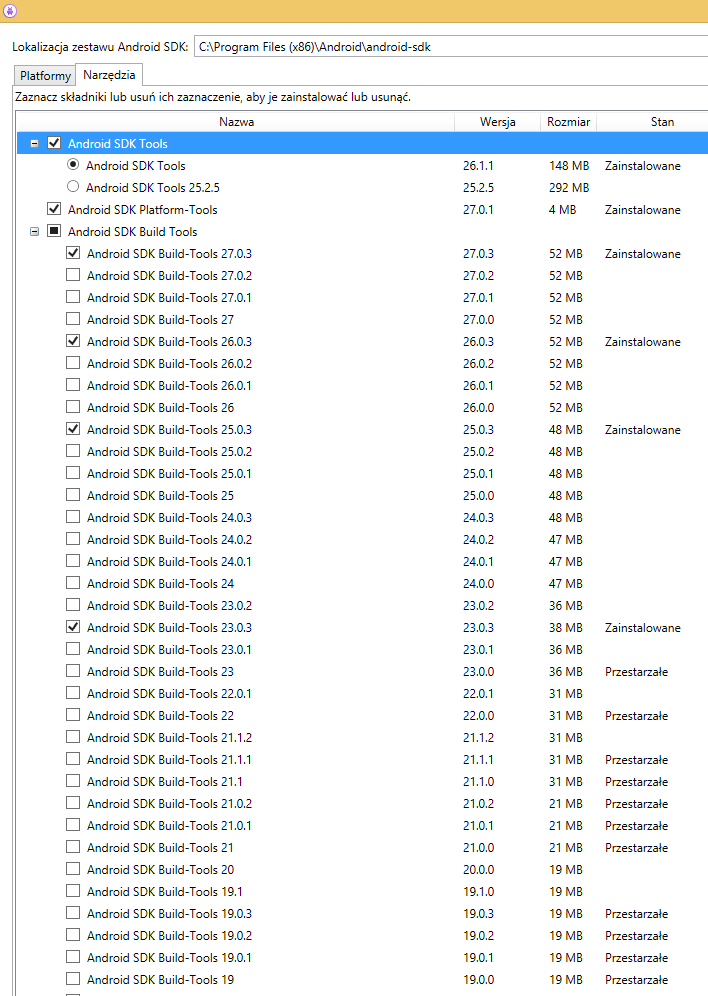 Lokalizacja zestawu Android SDK: C:\Program Files (x86)\Android\android-sdk
Platformy Narzędzia
Zaznacz składniki lub usuń ich zaznaczenie, aby je zainstalować lub usunąć.
Nazwa Wersja Rozmiar Stan
Android SDK Tools
Android SDK Tools 26.1.1 148 MB Zainstalowane
Android SDK Tools 25.2.5 25.2.5 292 MB
Android SDK Platform-Tools 27.0.1 4 MB Zainstalowane
Android SDK Build Tools
Android SDK Build-Tools 27.0.3 27.0.3 52 MB Zainstalowane
Android SDK Build-Tools 27.0.2 27.0.2 52 MB
Android SDK Build-Tools 27.0.1 27.0.1 52 MB
Android SDK Build-Tools 27 27.0.0 52 MB
Android SDK Build-Tools 26.0.3 26.0.3 52 MB Zainstalowane
Android SDK Build-Tools 26.0.2 26.0.2 52 MB
Android SDK Build-Tools 26.0.1 26.0.1 52 MB
Android SDK Build-Tools 26 26.0.0 52 MB
Android SDK Build-Tools 25.0.3 25.0.3 48 MB Zainstalowane
Android SDK Build-Tools 25.0.2 25.0.2 48 MB
Android SDK Build-Tools 25.0.1 25.0.1 48 MB
Android SDK Build-Tools 25 25.0.0 48 MB
Android SDK Build-Tools 24.0.3 24.0.3 48 MB
Android SDK Build-Tools 24.0.2 24.0.2 47 MB
Android SDK Build-Tools 24.0.1 24.0.1 47 MB
Android SDK Build-Tools 24 24.0.0 47 MB
Android SDK Build-Tools 23.0.2 23.0.2 36 MB
Android SDK Build-Tools 23.0.3 23.0.3 38 MB Zainstalowane
Android SDK Build-Tools 23.0.1 23.0.1 36 MB
Android SDK Build-Tools 23 23.0.0 36 MB Przestarzałe
Android SDK Build-Tools 22.0.1 22.0.1 31 MB
Android SDK Build-Tools 22 22.0.0 31 MB Przestarzałe
Android SDK Build-Tools 21.1.2 21.1.2 31 MB
Android SDK Build-Tools 21.1.1 21.1.1 31 MB Przestarzałe
Android SDK Build-Tools 21.1 21.1.0 31 MB Przestarzałe
Android SDK Build-Tools 21.0.2 21.0.2 21 MB Przestarzałe
Android SDK Build-Tools 21.0.1 21.0.1 21 MB Przestarzałe
Android SDK Build-Tools 21 21.0.0 21 MB Przestarzałe
Android SDK Build-Tools 20 20.0.0 19 MB
Android SDK Build-Tools 19.1 19.1.0 19 MB
Android SDK Build-Tools 19.0.3 19.0.3 19 MB Przestarzałe
Android SDK Build-Tools 19.0.2 19.0.2 19 MB Przestarzałe
Android SDK Build-Tools 19.0.1 19.0.1 19 MB Przestarzałe
Android SDK Build-Tools 19 19.0.0 19 MB Przestarzałe